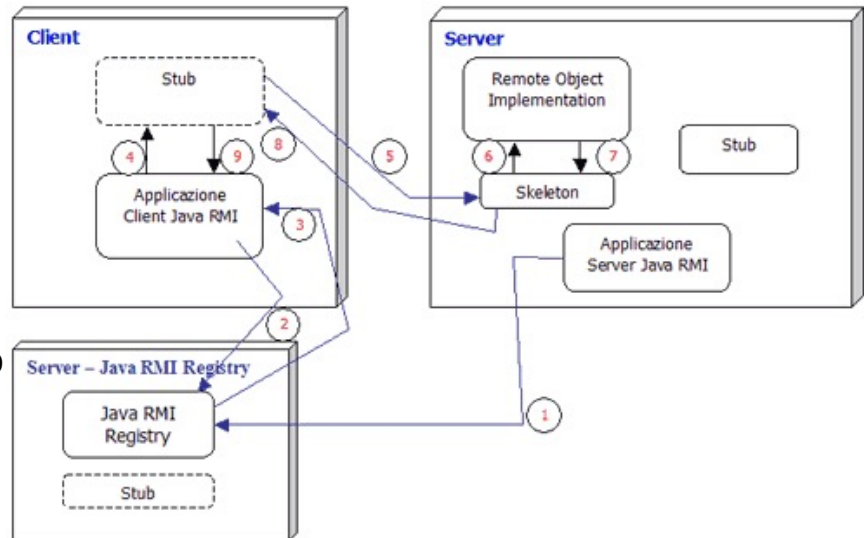 Client
Stub
4
9
8
Applicazione
Client Java RMI
3
5
Server
Remote Object
Implementation
6
7
Skeleton
Stub
Applicazione
Server Java RMI
2
Server – Java RMI Registry
Java RMI
Registry
Stub
1